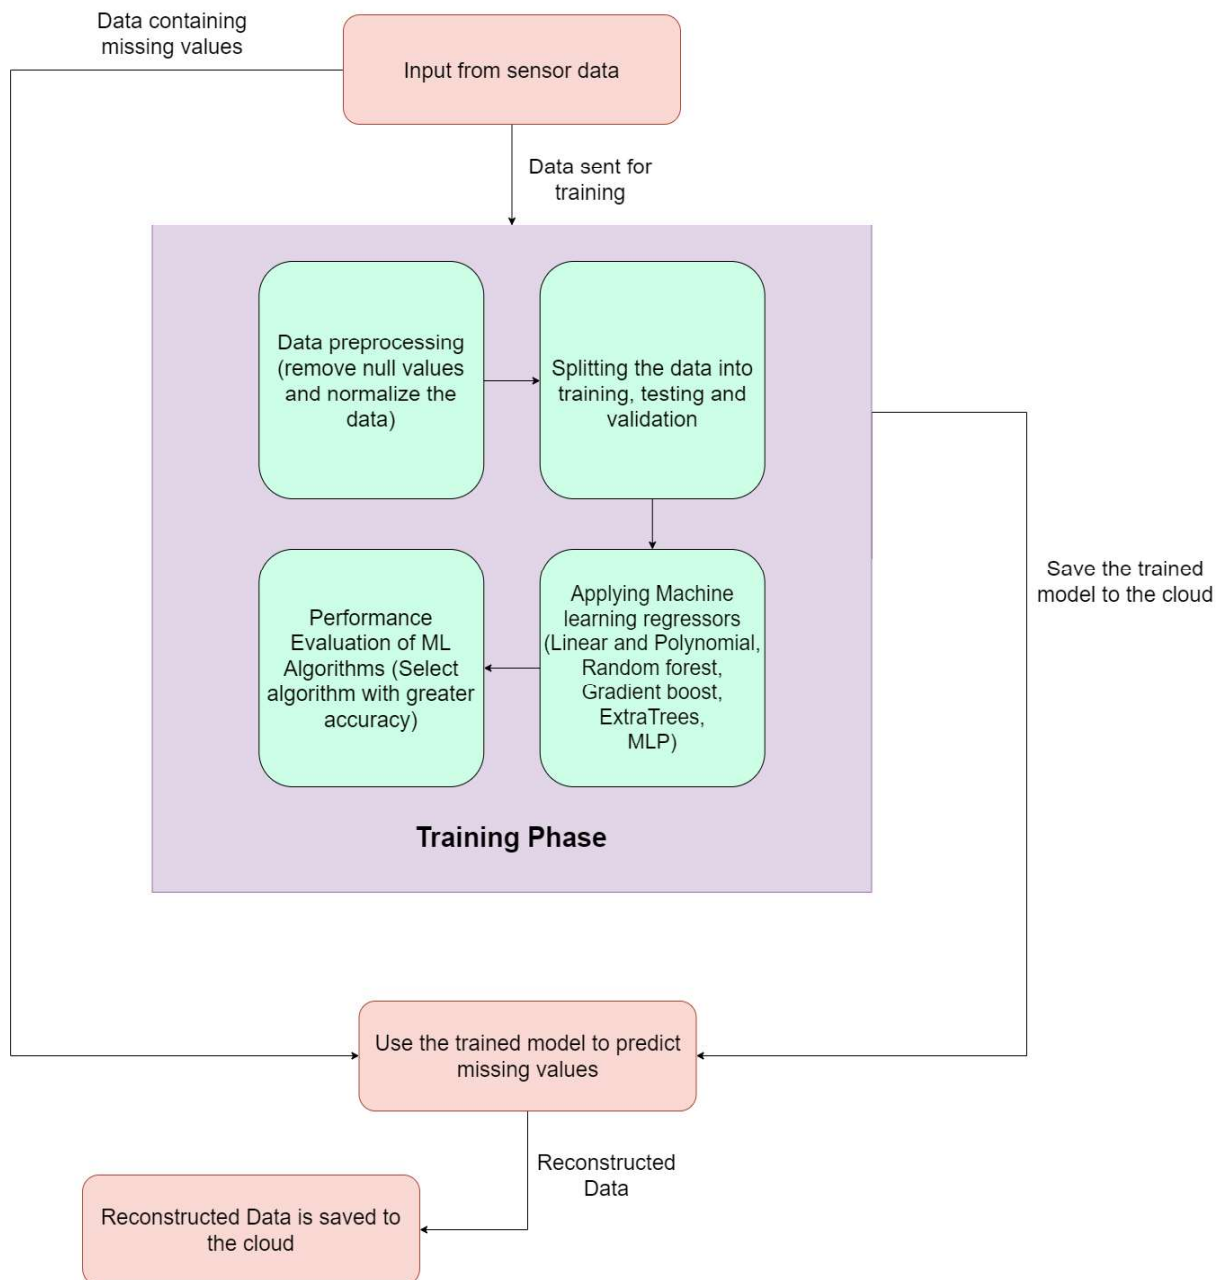 Data containing
missing values
Input from sensor data
Data sent for
training
Data preprocessing
(remove null values
and normalize the
data)
Splitting the data into
training, testing and
validation
Performance
Evaluation of ML
Algorithms (Select
algorithm with greater
accuracy)
Applying Machine
learning regressors
(Linear and Polynomial,
Random forest,
Gradient boost,
ExtraTrees,
MLP)
Save the trained
model to the cloud
Training Phase
Use the trained model to predict
missing values
Reconstructed
Data
Reconstructed Data is saved to
the cloud